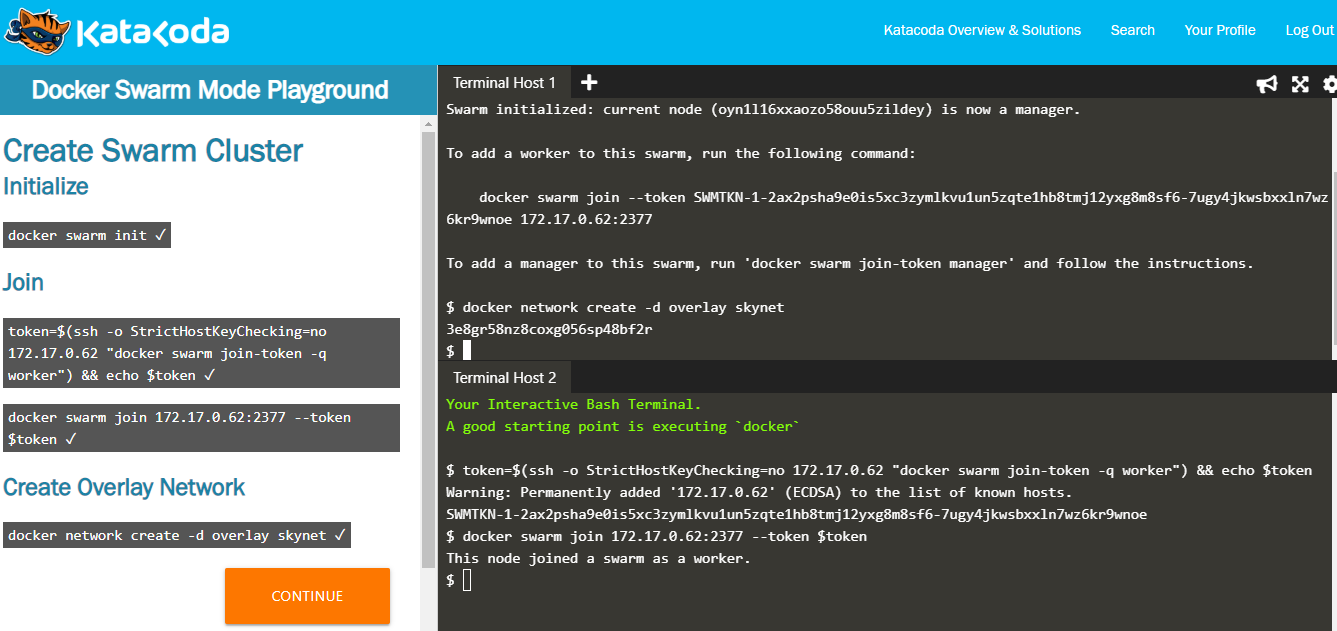 KataKoda
Katacoda Overview & Solutions
Search
Your Profile
Log Out
Docker Swarm Mode Playground
Create Swarm Cluster
Initialize
docker swarm init ✓
Join
token=$(ssh -o StrictHostKeyChecking=no
172.17.0.62 "docker swarm join-token -q
worker") && echo $token ✓
docker swarm join 172.17.0.62:2377 --token
$token ✓
Create Overlay Network
docker network create -d overlay skynet ✓
CONTINUE
Terminal Host 1
Swarm initialized: current node (oyn1l16xxaozo58ouu5zildey) is now a manager.
To add a worker to this swarm, run the following command:
docker swarm join --token SWMTKN-1-2ax2psha9e0is5xc3zymlkvu1un5zqte1hb8tmj12yxg8m8sf6-7ugy4jkwsbxxln7wz
6kr9wnoe 172.17.0.62:2377
To add a manager to this swarm, run 'docker swarm join-token manager' and follow the instructions.
$ docker network create -d overlay skynet
3e8gr58nz8coxg056sp48bf2r
$
Terminal Host 2
Your Interactive Bash Terminal.
A good starting point is executing `docker`
$ token=$(ssh -o StrictHostKeyChecking=no 172.17.0.62 "docker swarm join-token -q worker") && echo $token
Warning: Permanently added '172.17.0.62' (ECDSA) to the list of known hosts.
SWMTKN-1-2ax2psha9e0is5xc3zymlkvu1un5zqte1hb8tmj12yxg8m8sf6-7ugy4jkwsbxxln7wz6kr9wnoe
$ docker swarm join 172.17.0.62:2377 --token $token
This node joined a swarm as a worker.
$